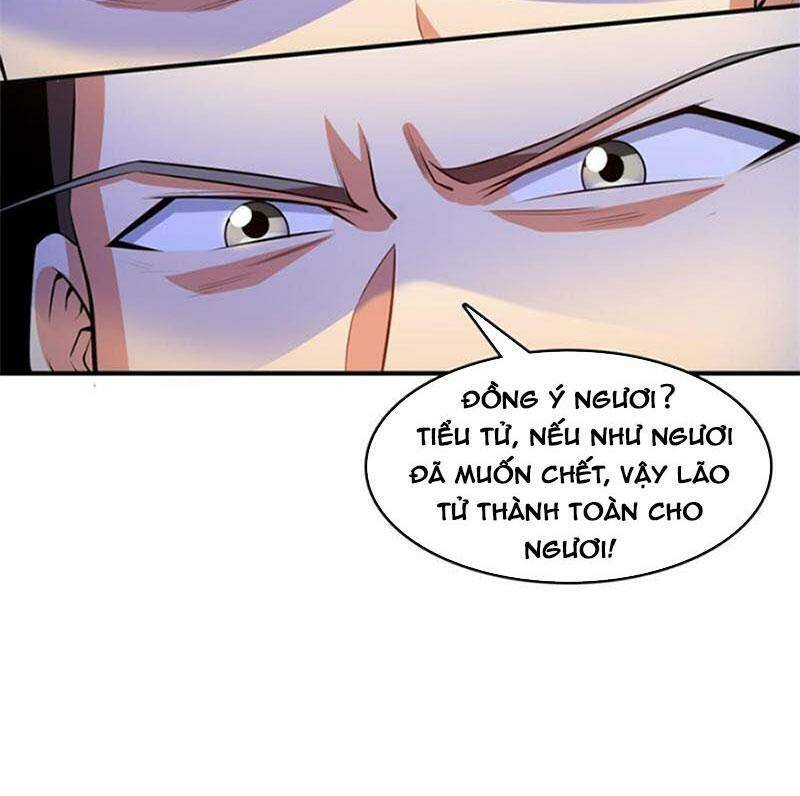 ĐỒNG Ý NGƯƠI?
TIỂU TỬ, NẾU NHƯ NGƯƠI
ĐÃ MUỐN CHẾT, VẬY LÃO
TỬ THÀNH TOÀN CHO
NGƯƠI!